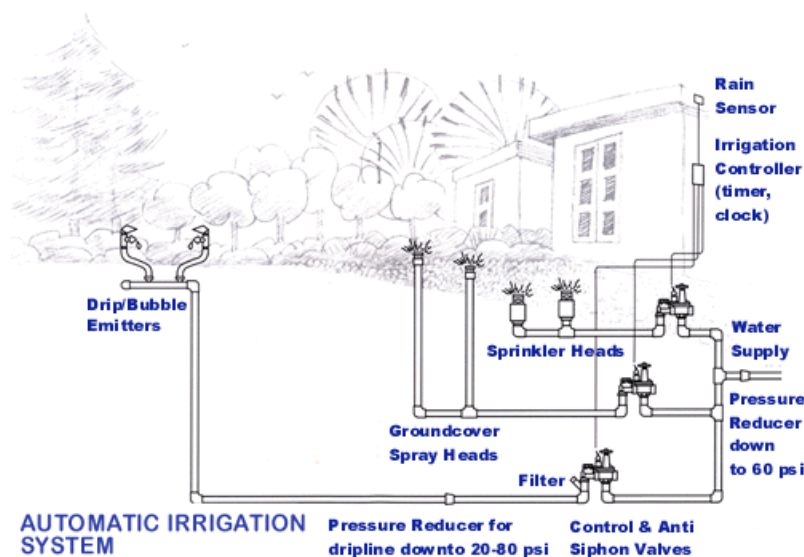 Rain
Sensor
Irrigation
Controller
(timer,
clock)
Drip/Bubble
Emitters
Sprinkler Heads
Water
Supply
Groundcover
Spray Heads
Pressure
Reducer
down
to 60 psi
Filter
AUTOMATIC IRRIGATION
SYSTEM
Pressure Reducer for
dripline downto 20-80 psi
Control & Anti
Siphon Valves